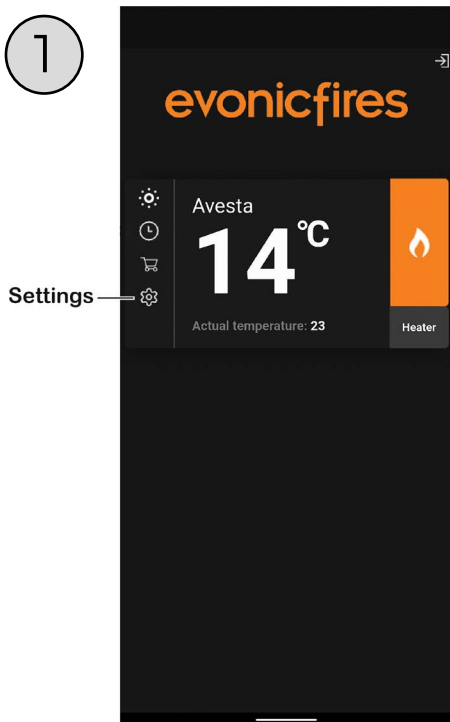 1
evonicfires
Avesta
14°C
Settings
Actual temperature: 23
Heater